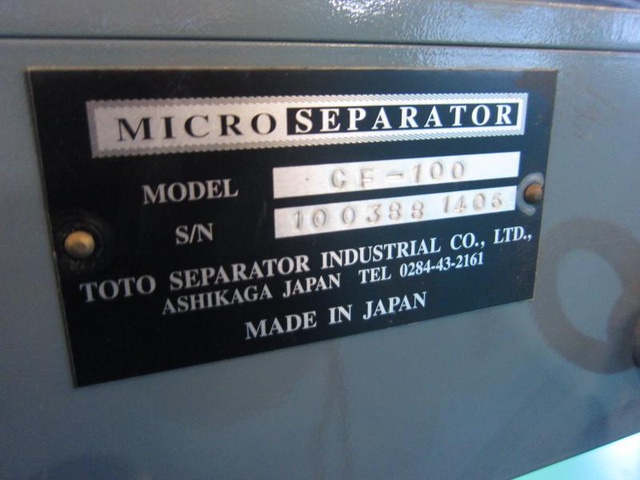 MICRO SEPARATOR
MODEL CF-100
S/N 100388 1406
TOTO SEPARATOR INDUSTRIAL CO., LTD.,
ASHIKAGA JAPAN TEL 0284-43-2161
MADE IN JAPAN